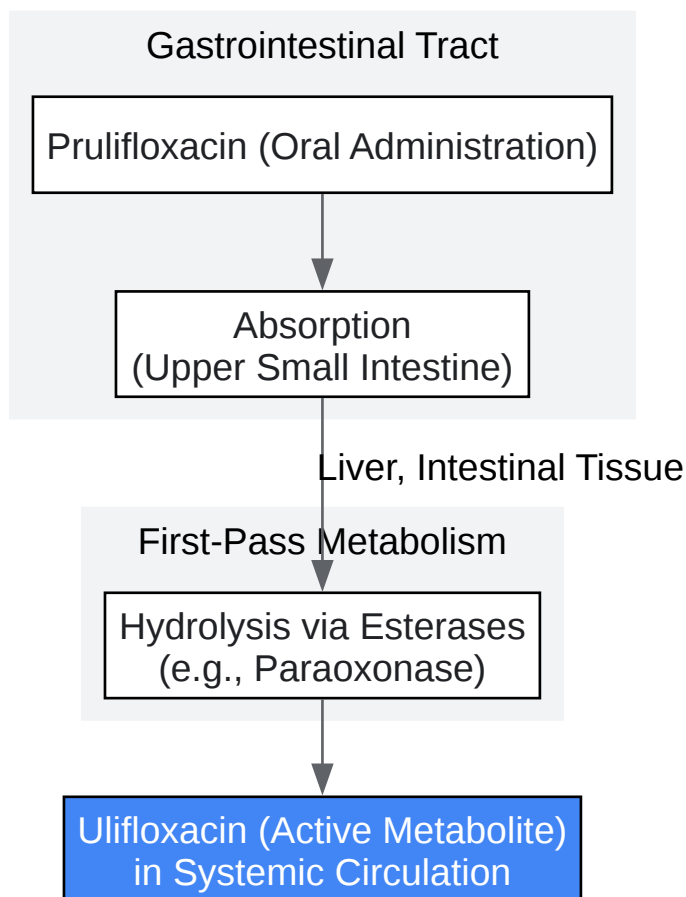 Gastrointestinal Tract
Prulifloxacin (Oral Administration)
Absorption
(Upper Small Intestine)
Liver, Intestinal Tissue
First-Pass Metabolism
Hydrolysis via Esterases
(e.g., Paraoxonase)
Ulifloxacin (Active Metabolite)
in Systemic Circulation